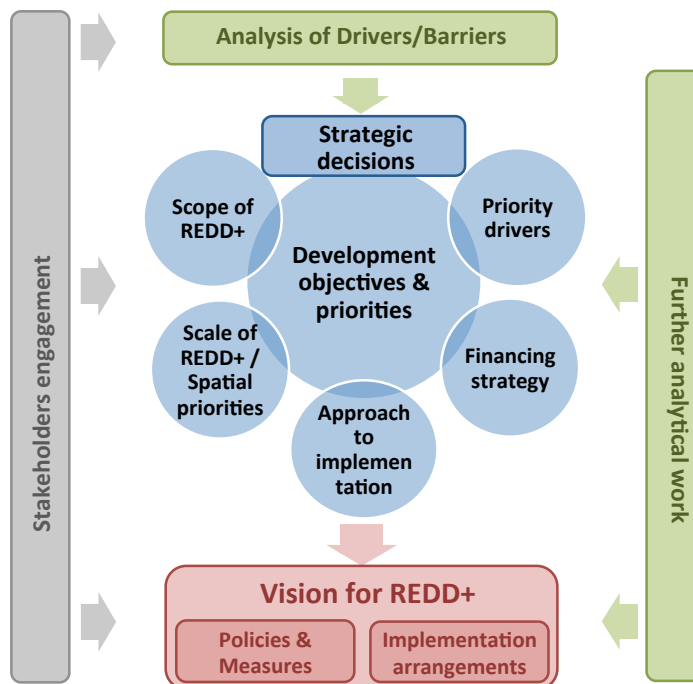 Analysis of Drivers/Barriers
Strategic
decisions
Scope of
REDD+
Priority
drivers
Development
objectives &
priorities
Scale of
REDD+ /
Spatial
priorities
Financing
strategy
Approach
to
implemen
tation
Vision for REDD+
Policies &
Measures
Implementation
arrangements
Stakeholders engagement
Further analytical work